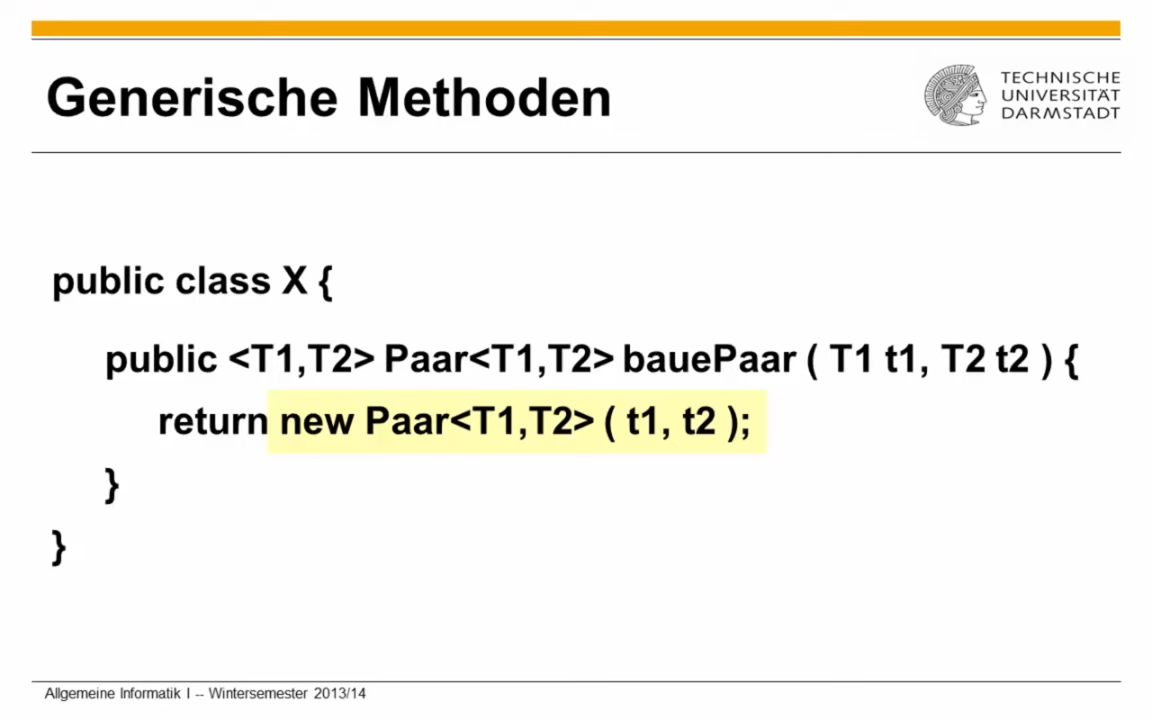 Generische Methoden
TECHNISCHE
UNIVERSITÄT
DARMSTADT
public class X {
public <T1,T2> Paar<T1,T2> bauePaar ( T1 t1, T2 t2 ) {
return new Paar<T1,T2> ( t1, t2 );
}
}
Allgemeine Informatik I -- Wintersemester 2013/14